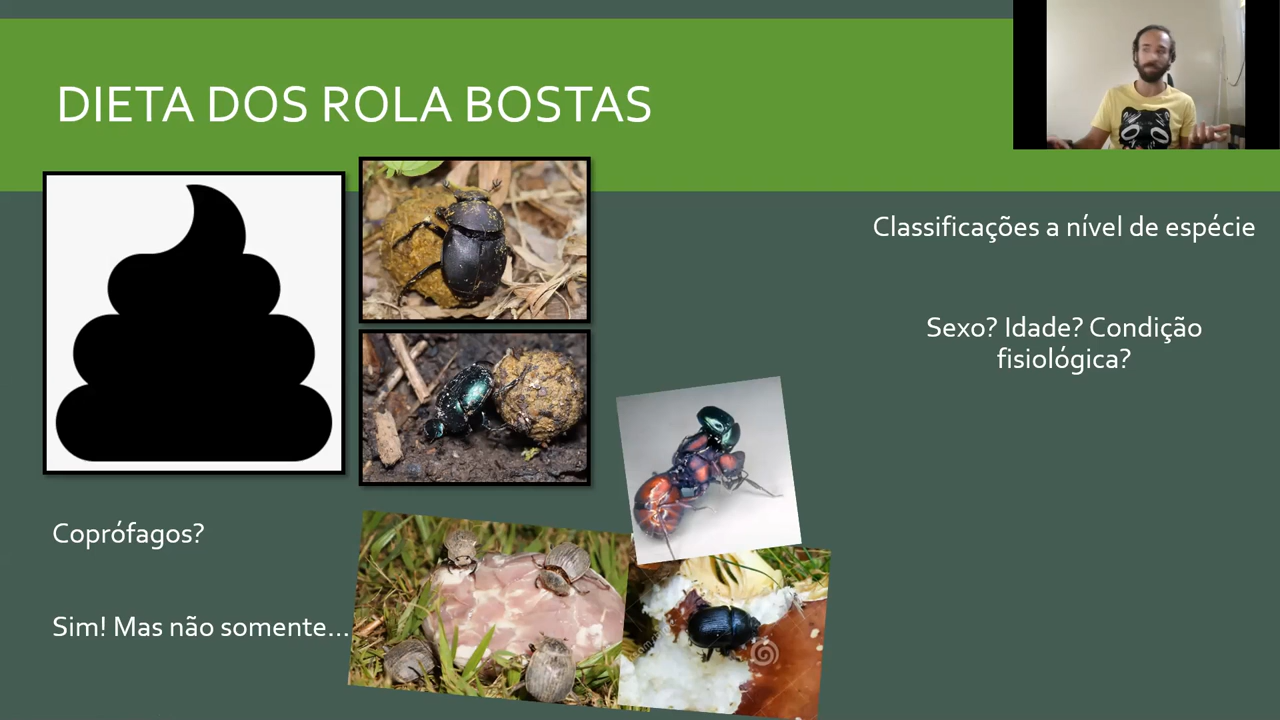 DIETA DOS ROLA BOSTAS
Classificações a nível de espécie
Sexo? Idade? Condição
fisiológica?
Coprófagos?
Sim! Mas não somente...